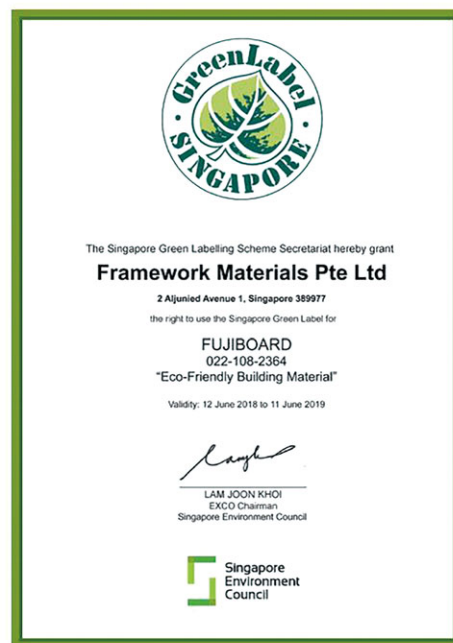 GreenLabel
SINGAPORE
The Singapore Green Labelling Scheme Secretariat hereby grant
Framework Materials Pte Ltd
2 Aljunied Avenue 1, Singapore 389977
the right to use the Singapore Green Label for
FUJIBOARD
022-108-2364
"Eco-Friendly Building Material"
Validity: 12 June 2018 to 11 June 2019
LAM JOON KHOI
EXCO Chairman
Singapore Environment Council
Singapore
Environment
Council